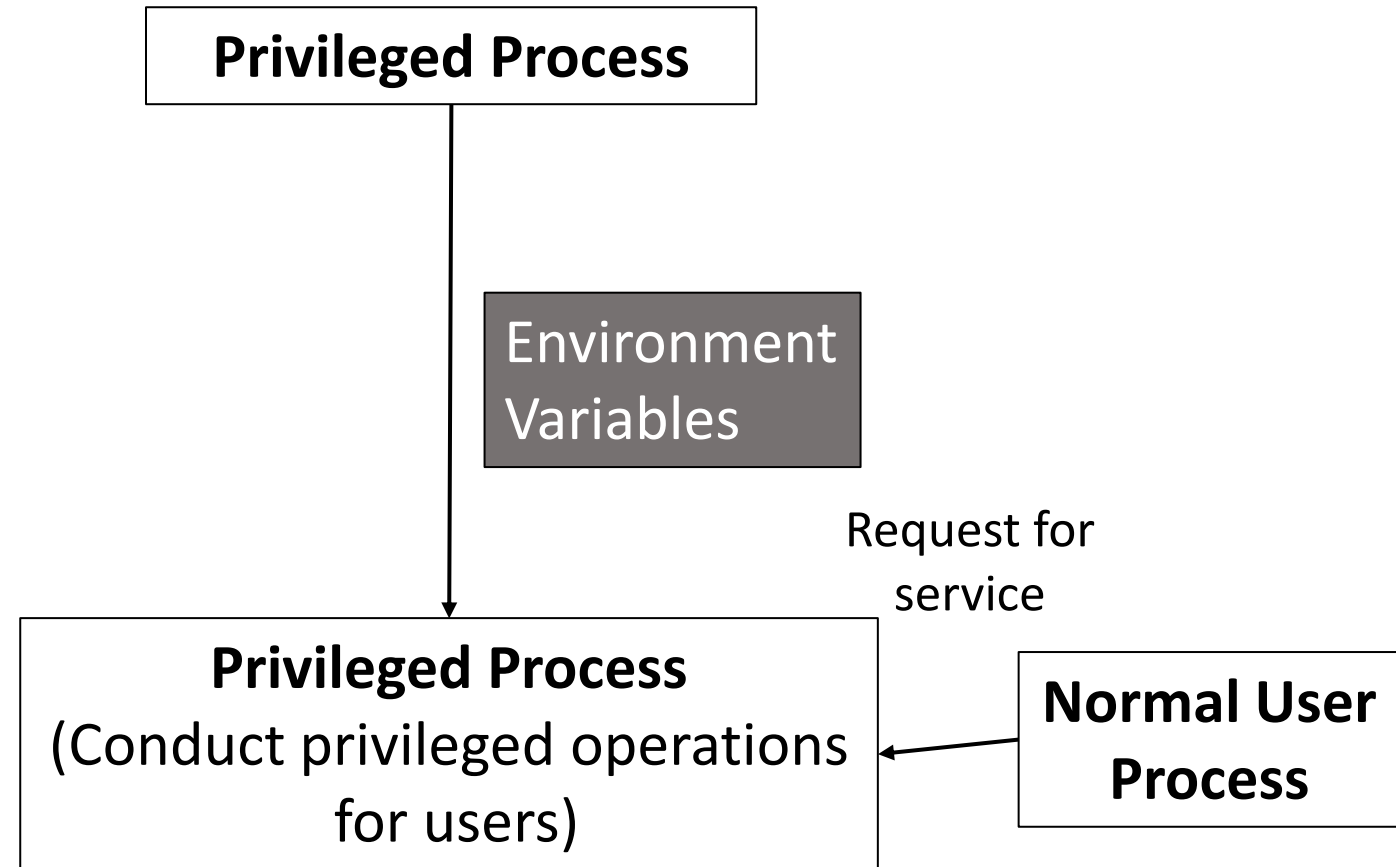 Privileged Process
Environment
Variables
Request for
service
Privileged Process
(Conduct privileged operations
for users)
Normal User
Process